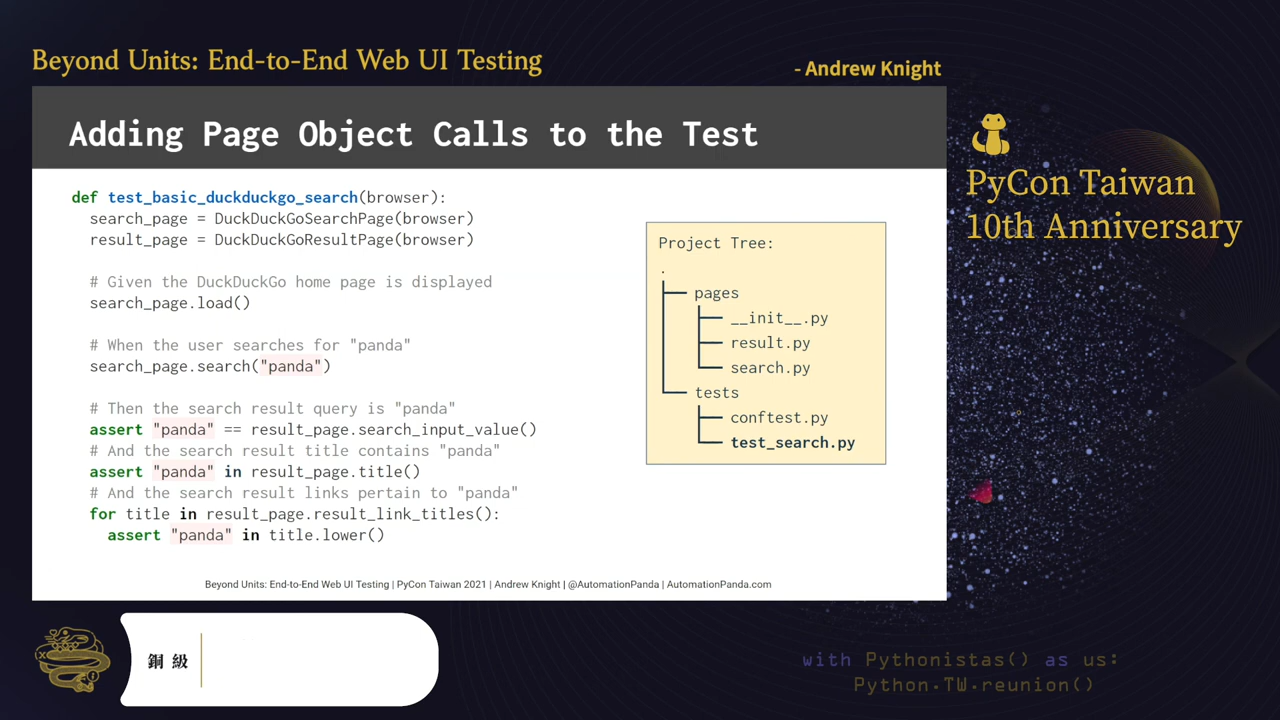 Beyond Units: End-to-End Web UI Testing
- Andrew Knight
Adding Page Object Calls to the Test
def test_basic_duckduckgo_search(browser):
  search_page = DuckDuckGoSearchPage(browser)
  result_page = DuckDuckGoResultPage(browser)
  # Given the DuckDuckGo home page is displayed
  search_page.load()
  # When the user searches for "panda"
  search_page.search("panda")
  # Then the search result query is "panda"
  assert "panda" == result_page.search_input_value()
  # And the search result title contains "panda"
  assert "panda" in result_page.title()
  # And the search result links pertain to "panda"
  for title in result_page.result_link_titles():
    assert "panda" in title.lower()
Project Tree:
.
├── pages
│   ├── __init__.py
│   ├── result.py
│   └── search.py
└── tests
    ├── conftest.py
    └── test_search.py
Beyond Units: End-to-End Web UI Testing | PyCon Taiwan 2021 | Andrew Knight | @AutomationPanda | AutomationPanda.com
PyCon Taiwan
10th Anniversary
銅 級
with Pythonistas() as us:
Python.TW.reunion()